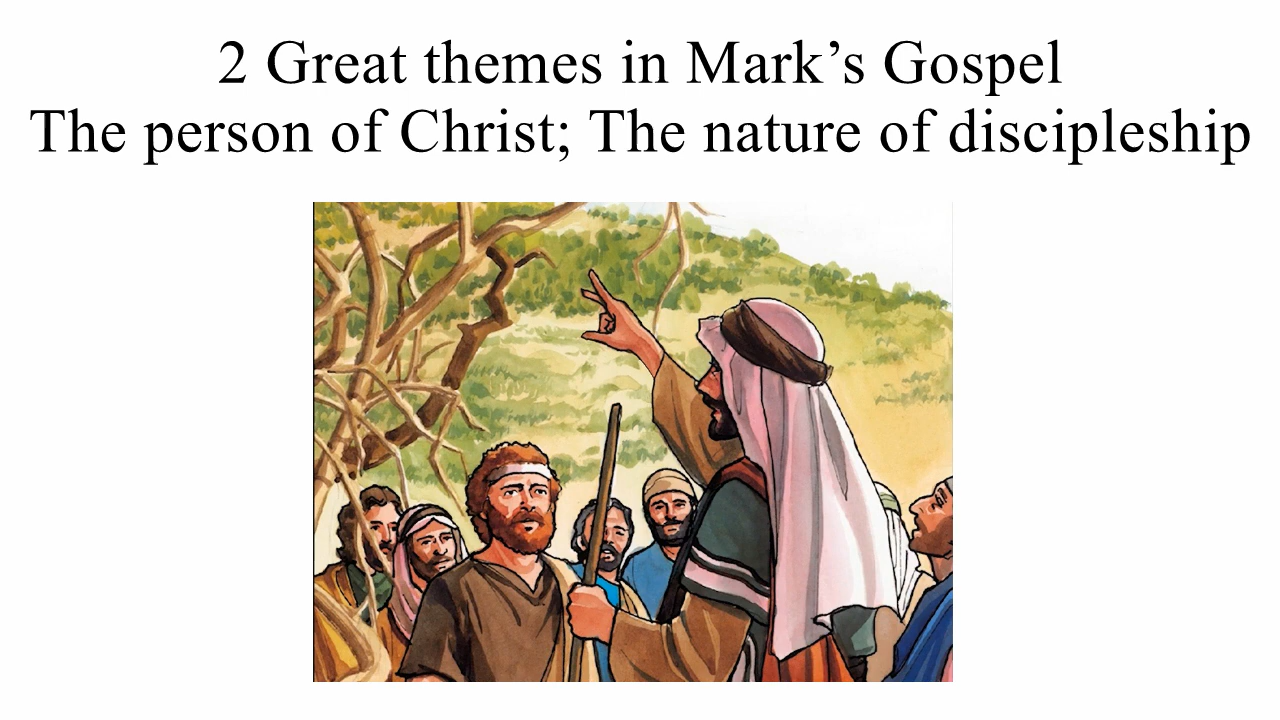 2 Great themes in Mark’s Gospel
The person of Christ; The nature of discipleship